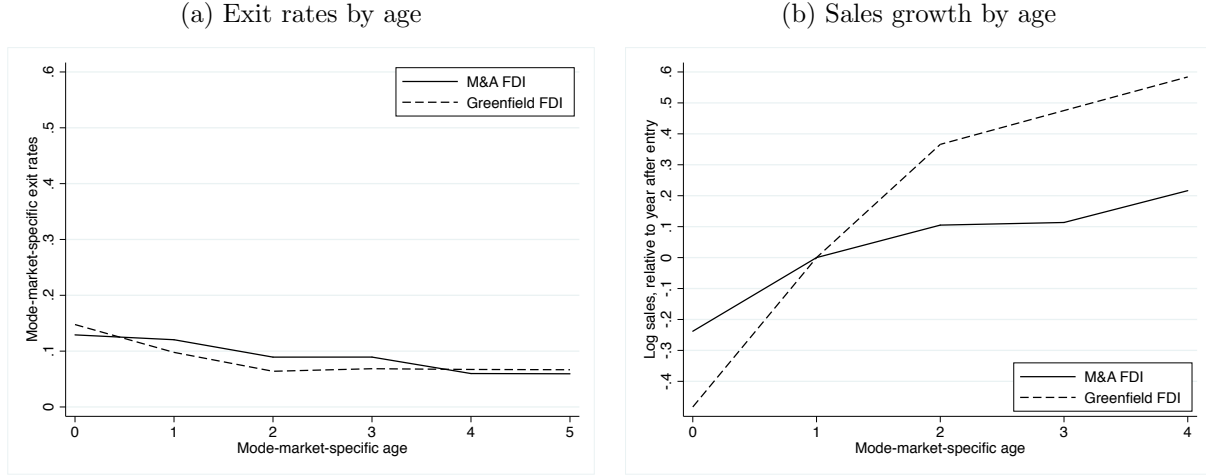 (a) Exit rates by age
M&A FDI
Greenfield FDI
Mode-market-specific exit rates
.6
.5
.4
.3
.2
.1
0
0 1 2 3 4 5
Mode-market-specific age
(b) Sales growth by age
Log sales, relative to year after entry
.6
.5
.4
.3
.2
.1
0
-.1
-.2
-.3
-.4
M&A FDI
Greenfield FDI
0 1 2 3 4
Mode-market-specific age